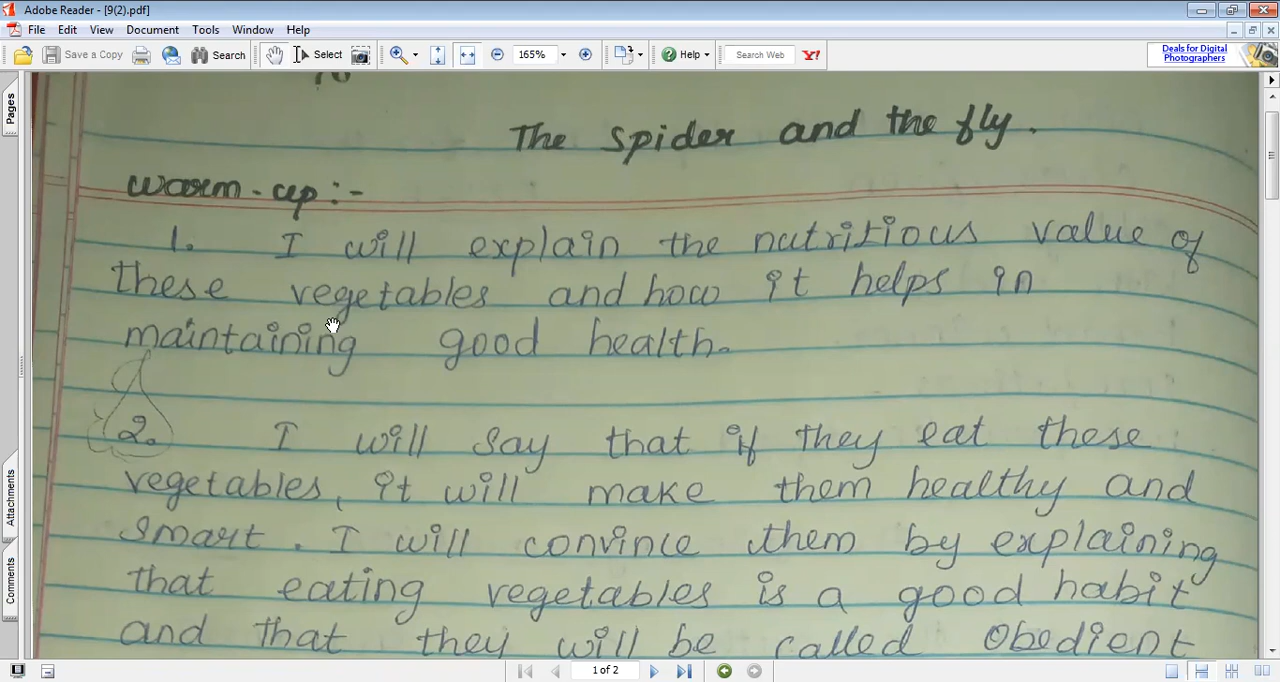 Adobe Reader - [9(2).pdf]
File Edit View Document Tools Window Help
Save a Copy Search Select 165% Help Search Web Y! Deals for Digital Photographers
Pages
Attachments
Comments
The Spider and the fly.
Warm-up:-
1. I will explain the nutritious value of
these vegetables and how it helps in
maintaining good health.
2. I will say that if they eat these
vegetables, it will make them healthy and
smart. I will convince them by explaining
that eating vegetables is a good habit
and that they will be called obedient
1 of 2